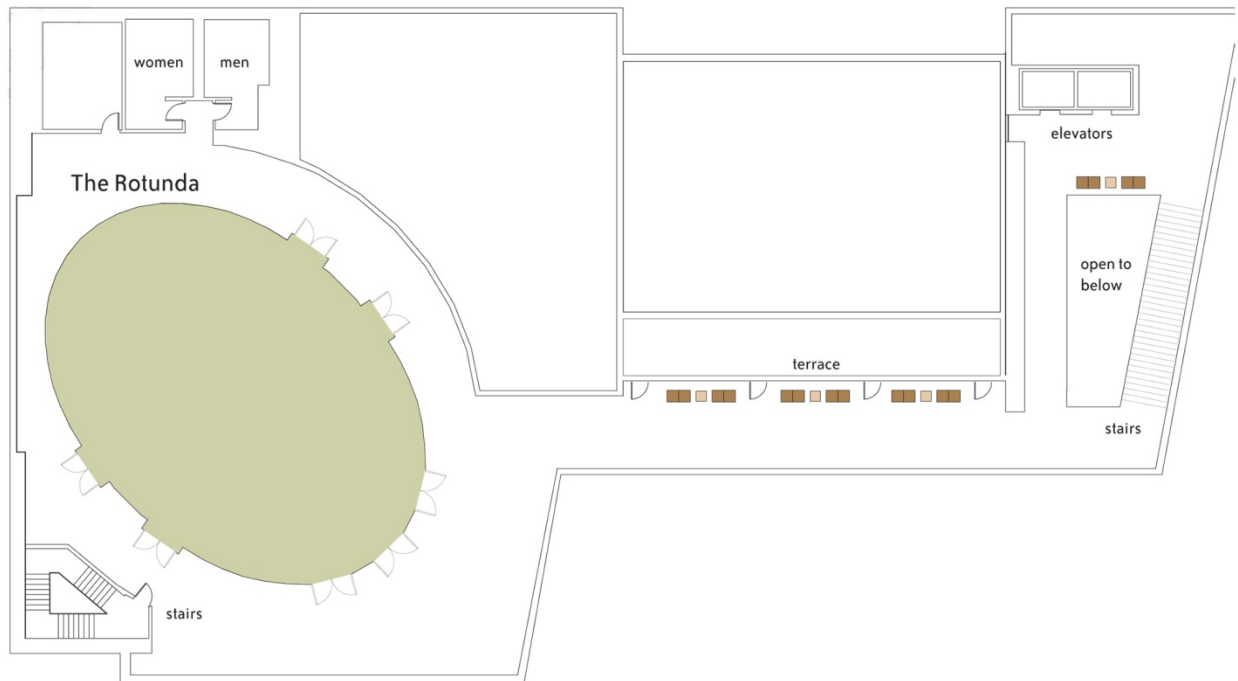 women
men
elevators
The Rotunda
open to
below
terrace
stairs
stairs